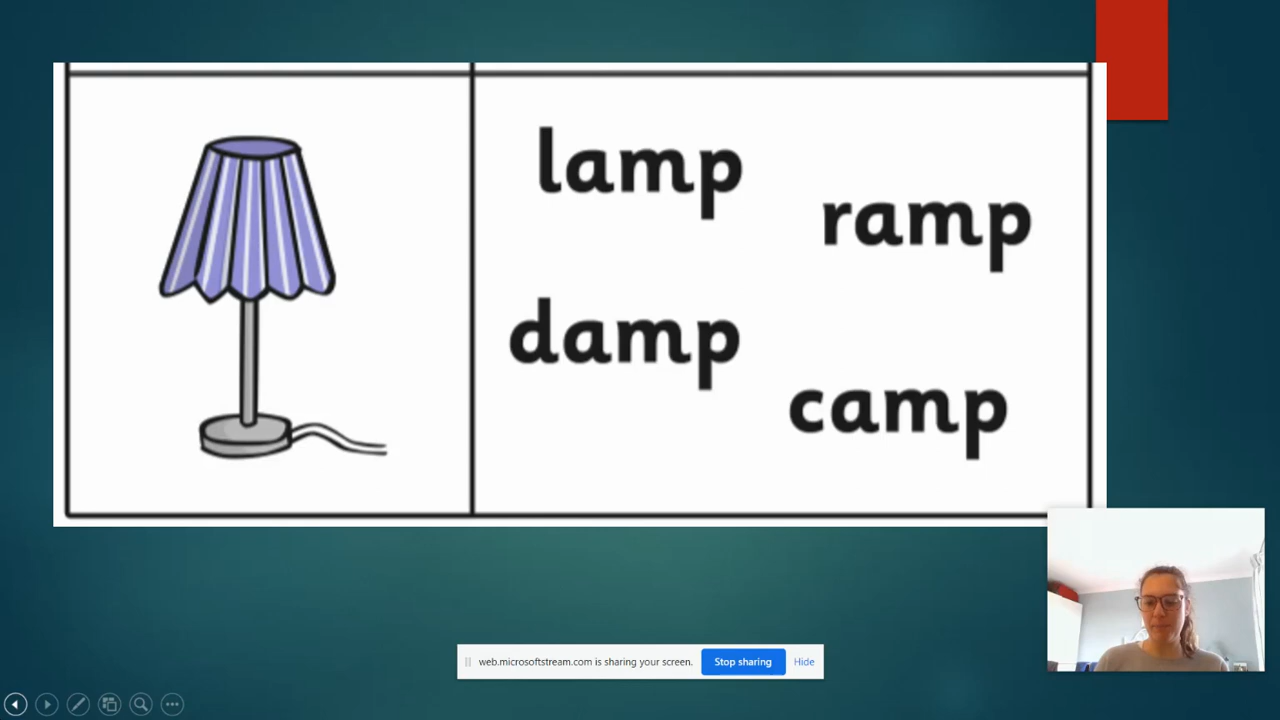 lamp
ramp
damp
camp
web.microsoftstream.com is sharing your screen. Stop sharing Hide